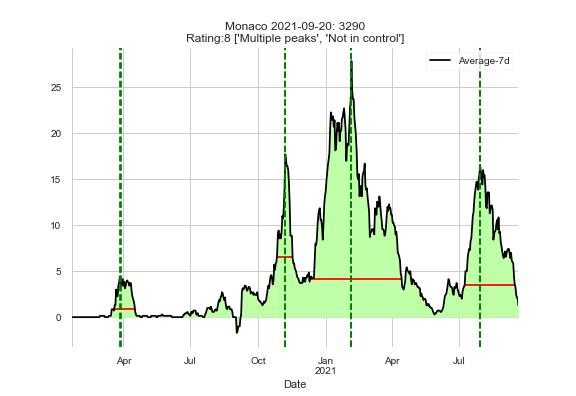 Monaco 2021-09-20: 3290
Rating:8 ['Multiple peaks', 'Not in control']
Average-7d
25
20
15
10
5
0
Apr Jul Oct Jan Apr Jul
2021
Date